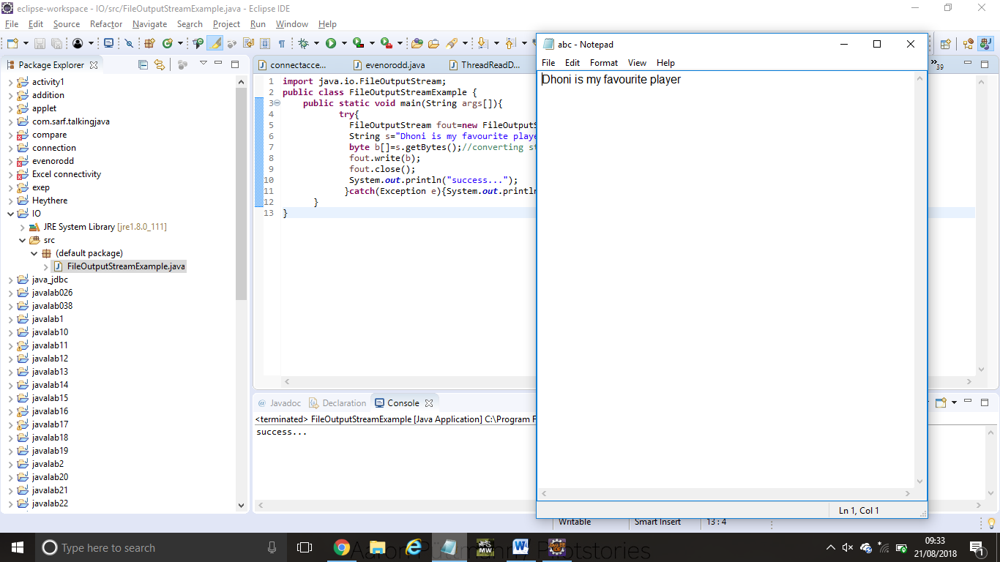 eclipse-workspace - IO/src/FileOutputStreamExample.java - Eclipse IDE
File Edit Source Refactor Navigate Search Project Run Window Help
Package Explorer
activity1
addition
applet
com.sarf.talkingjava
compare
connection
evenorodd
Excel connectivity
exep
Heythere
IO
JRE System Library [jre1.8.0_111]
src
(default package)
FileOutputStreamExample.java
java_jdbc
javalab026
javalab038
javalab1
javalab10
javalab11
javalab12
javalab13
javalab14
javalab15
javalab16
javalab17
javalab18
javalab19
javalab2
javalab20
javalab21
javalab22
connectacce... evenorodd.java ThreadReadD... »39
1 import java.io.FileOutputStream;
2 public class FileOutputStreamExample {
3 public static void main(String args[]){
4 try{
5 FileOutputStream fout=new FileOutputS
6 String s="Dhoni is my favourite playe
7 byte b[]=s.getBytes();//converting st
8 fout.write(b);
9 fout.close();
10 System.out.println("success...");
11 }catch(Exception e){System.out.println
12 }
13 }
@ Javadoc Declaration Console
<terminated> FileOutputStreamExample [Java Application] C:\Program F
success...
abc - Notepad
File Edit Format View Help
Dhoni is my favourite player
Ln 1, Col 1
Writable Smart Insert 13 : 4
Type here to search
09:33
21/08/2018
1